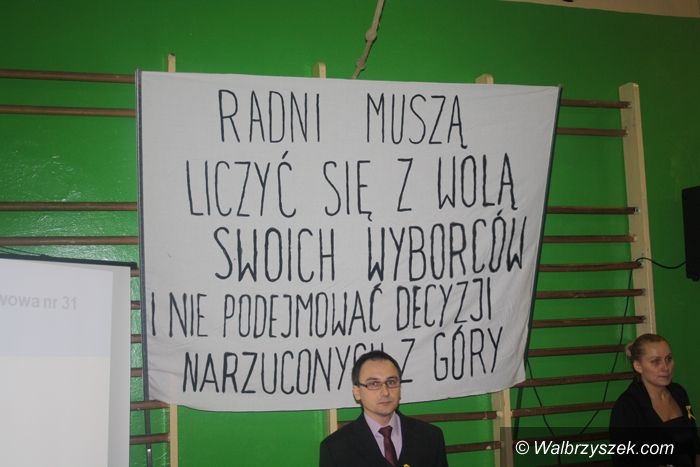 RADNI MUSZĄ
LICZYĆ SIĘ Z WOLĄ
SWOICH WYBORCÓW
I NIE PODEJMOWAĆ DECYZJI
NARZUCONYCH Z GÓRY
wowa nr 31
© Walbrzyszek.com